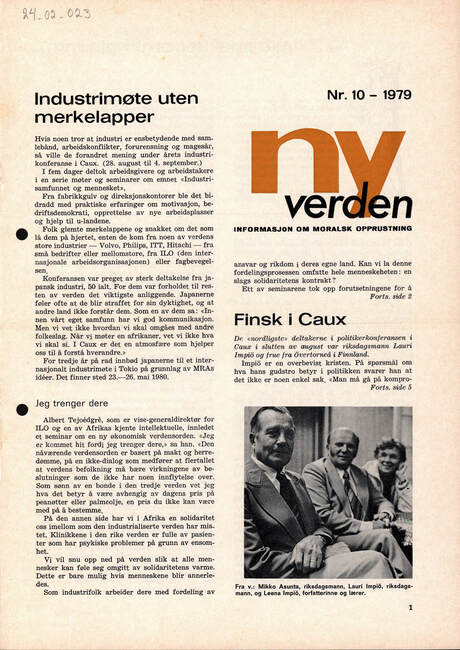 24-02-023
Industrimøte uten
merkelapper
Hvis noen tror at industri er ensbetydende med sam-
lebånd, arbeidskonflikter, forurensning og magesår,
så ville de forandret mening under årets industri-
konferanse i Caux. (28. august til 4. september.)
I fem dager deltok arbeidsgivere og arbeidstakere
i en serie møter og seminarer om emnet «Industri-
samfunnet og mennesket».
Fra fabrikkgulv og direksjonskontorer ble det bi-
dradd med praktiske erfaringer om motivasjon, be-
driftsdemokrati, opprettelse av nye arbeidsplasser
og hjelp til u-landene.
Folk glemte merkelappene og snakket om det som
lå dem på hjertet, enten de kom fra noen av verdens
store industrier — Volvo, Philips, ITT, Hitachi — fra
små bedrifter eller mellomstore, fra ILO (den inter-
nasjonale arbeidsorganisasjonen) eller fagbevegel-
sen.
Konferansen var preget av sterk deltakelse fra ja-
pansk industri, 50 ialt. For dem var forholdet til res-
ten av verden det viktigste anliggende. Japanerne
føler ofte at de blir straffet for sin dyktighet, og at
andre land ikke forstår dem. Som en av dem sa: «In-
nen vårt eget samfunn har vi god kommunikasjon.
Men vi vet ikke hvordan vi skal omgåes med andre
folkeslag. Når vi møter en afrikaner, vet vi ikke hva
vi skal si. I Caux er det en atmosfære som hjelper
oss til å forstå hverandre.»
For tredje år på rad innbød japanerne til et inter-
nasjonalt industrimøte i Tokio på grunnlag av MRAs
idéer. Det finner sted 23.—26. mai 1980.
Jeg trenger dere
Albert Tejoédgrè, som er vise-generaldirektør for
ILO og en av Afrikas kjente intellektuelle, innledet
et seminar om en ny økonomisk verdensorden. «Jeg
er kommet hit fordi jeg trenger dere,» sa han. «Den
nåværende verdensorden er basert på makt og herre-
dømme, på en ikke-dialog som medfører at flertallet
at verdens befolkning må bære virkningene av be-
slutninger som de ikke har noen innflytelse over.
Som sønn av en bonde i den tredje verden vet jeg
hva det betyr å være avhengig av dagens pris på
peanøtter eller palmeolje, en pris du ikke kan være
med på å bestemme.
På den annen side har vi i Afrika en solidaritet
oss imellom som den industrialiserte verden har mis-
tet. Klinikkene i den rike verden er fulle av pasien-
ter som har psykiske problemer på grunn av ensom-
het.
Vi vil snu opp ned på verden slik at alle men-
nesker kan føle seg omgitt av solidaritetens varme.
Dette er bare mulig hvis menneskene blir annerle-
des.
Som industrifolk arbeider dere med fordeling av
Nr. 10 – 1979
ny
verden
INFORMASJON OM MORALSK OPPRUSTNING
ansvar og rikdom i deres egne land. Kan vi la denne
fordelingsprosessen omfatte hele menneskeheten: en
slags solidaritetens kontrakt?
Ett av seminarene tok opp forutsetningene for å
Forts. side 2
Finsk i Caux
De «nordligste» deltakerne i politikerkonferansen i
Caux i slutten av august var riksdagsmann Lauri
Impiö og frue fra Övertorneå i Finnland.
Impiö er en overbevist kristen. På spørsmål om
hva hans gudstro betyr i politikken svarer han at
det ikke er noen enkel sak. «Man må gå på kompro-
Forts. side 5
Fra v.: Mikko Asunta, riksdagsmann, Lauri Impiö, riksdags-
mann, og Leena Impiö, forfatterinne og lærer.
1